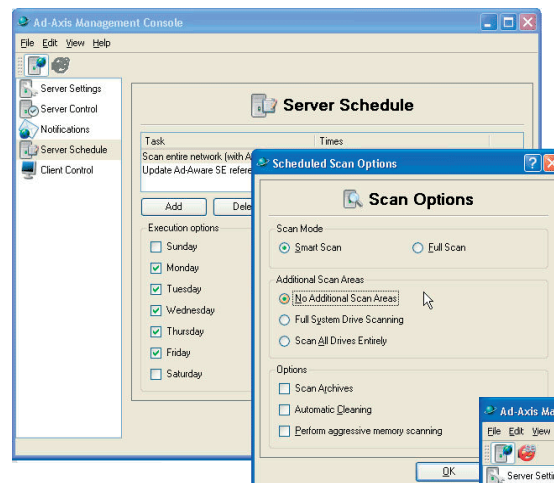 Ad-Axis Management Console
File Edit View Help
Server Settings
Server Control
Notifications
Server Schedule
Client Control
Server Schedule
Task Times
Scan entire network (with A
Update Ad-Aware SE refere
Add Dele
Execution options
Sunday
Monday
Tuesday
Wednesday
Thursday
Friday
Saturday
Scheduled Scan Options
Scan Options
Scan Mode
Smart Scan Full Scan
Additional Scan Areas
No Additional Scan Areas
Full System Drive Scanning
Scan All Drives Entirely
Options
Scan Archives
Automatic Cleaning
Perform aggressive memory scanning
OK
Ad-Axis Ma
File Edit View
Server Setti